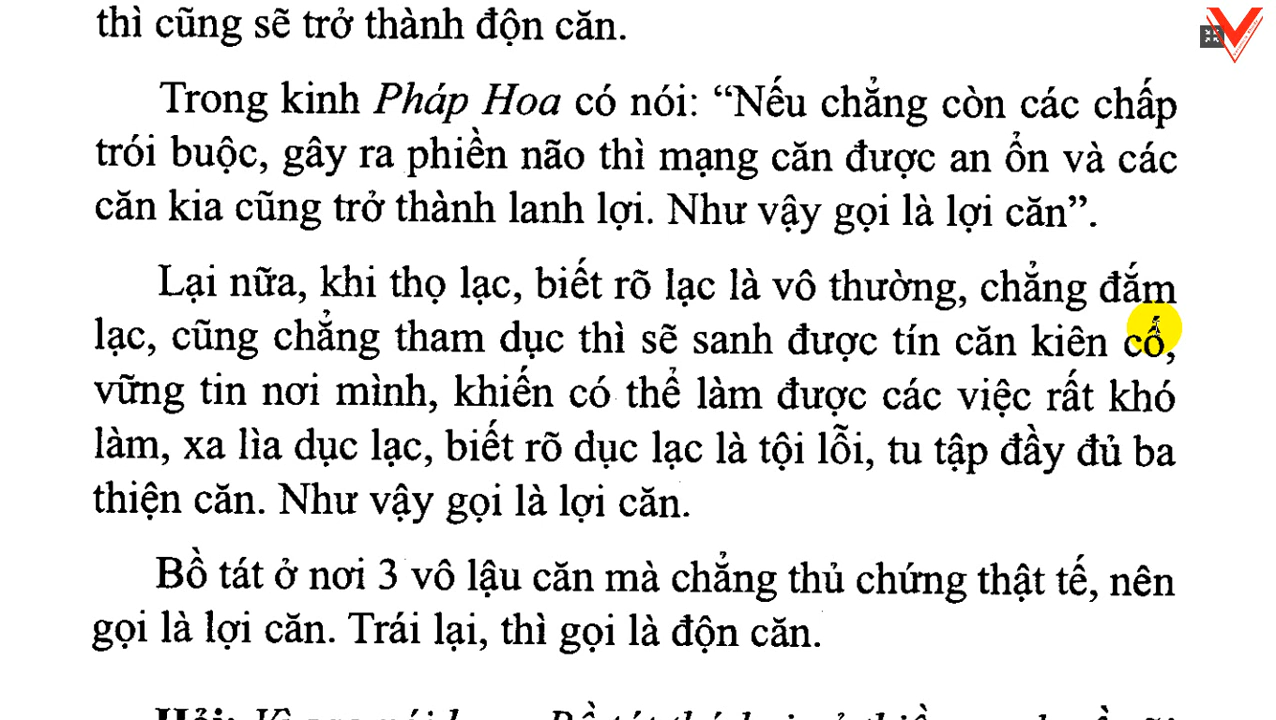 thì cũng sẽ trở thành độn căn.
Trong kinh Pháp Hoa có nói: “Nếu chẳng còn các chấp
trói buộc, gây ra phiền não thì mạng căn được an ổn và các
căn kia cũng trở thành lanh lợi. Như vậy gọi là lợi căn”.
Lại nữa, khi thọ lạc, biết rõ lạc là vô thường, chẳng đắm
lạc, cũng chẳng tham dục thì sẽ sanh được tín căn kiên cố,
vững tin nơi mình, khiến có thể làm được các việc rất khó
làm, xa lìa dục lạc, biết rõ dục lạc là tội lỗi, tu tập đầy đủ ba
thiện căn. Như vậy gọi là lợi căn.
Bồ tát ở nơi 3 vô lậu căn mà chẳng thủ chứng thật tế, nên
gọi là lợi căn. Trái lại, thì gọi là độn căn.
Hỏi: